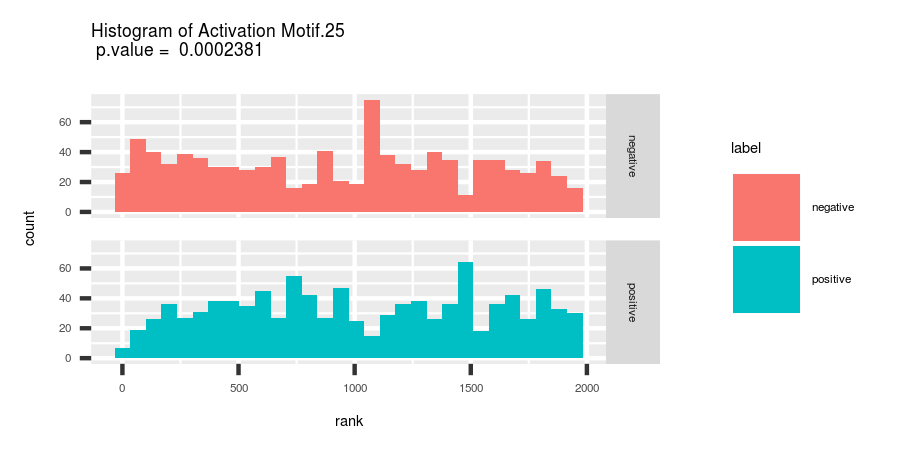 Histogram of Activation Motif.25
p.value = 0.0002381
count
60
40
20
0
negative
60
40
20
0
positive
0 500 1000 1500 2000
rank
label
negative
positive